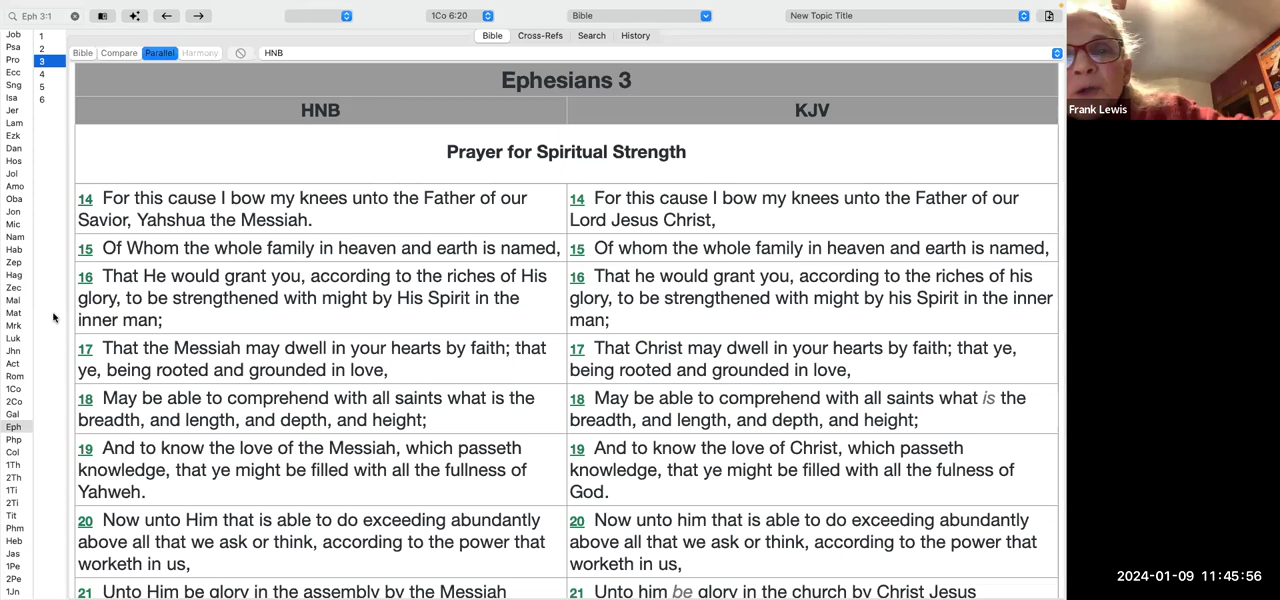 Eph 3:1
1Co 6:20
Bible
New Topic Title
Bible Cross-Refs Search History
Bible Compare Parallel Harmony
HNB
Job
Psa
Pro
Ecc
Sng
Isa
Jer
Lam
Ezk
Dan
Hos
Jol
Amo
Oba
Jon
Mic
Nam
Hab
Zep
Hag
Zec
Mal
Mat
Mrk
Luk
Jhn
Act
Rom
1Co
2Co
Gal
Eph
Php
Col
1Th
2Th
1Ti
2Ti
Tit
Phm
Heb
Jas
1Pe
2Pe
1Jn
1
2
3
4
5
6
Ephesians 3
HNB
KJV
Prayer for Spiritual Strength
14 For this cause I bow my knees unto the Father of our
Savior, Yahshua the Messiah.
14 For this cause I bow my knees unto the Father of our
Lord Jesus Christ,
15 Of Whom the whole family in heaven and earth is named,
15 Of whom the whole family in heaven and earth is named,
16 That He would grant you, according to the riches of His
glory, to be strengthened with might by His Spirit in the
inner man;
16 That he would grant you, according to the riches of his
glory, to be strengthened with might by his Spirit in the inner
man;
17 That the Messiah may dwell in your hearts by faith; that
ye, being rooted and grounded in love,
17 That Christ may dwell in your hearts by faith; that ye,
being rooted and grounded in love,
18 May be able to comprehend with all saints what is the
breadth, and length, and depth, and height;
18 May be able to comprehend with all saints what is the
breadth, and length, and depth, and height;
19 And to know the love of the Messiah, which passeth
knowledge, that ye might be filled with all the fullness of
Yahweh.
19 And to know the love of Christ, which passeth
knowledge, that ye might be filled with all the fulness of
God.
20 Now unto Him that is able to do exceeding abundantly
above all that we ask or think, according to the power that
worketh in us,
20 Now unto him that is able to do exceeding abundantly
above all that we ask or think, according to the power that
worketh in us,
21 Unto Him be glory in the assembly by the Messiah
21 Unto him be glory in the church by Christ Jesus
Frank Lewis
2024-01-09 11:45:56